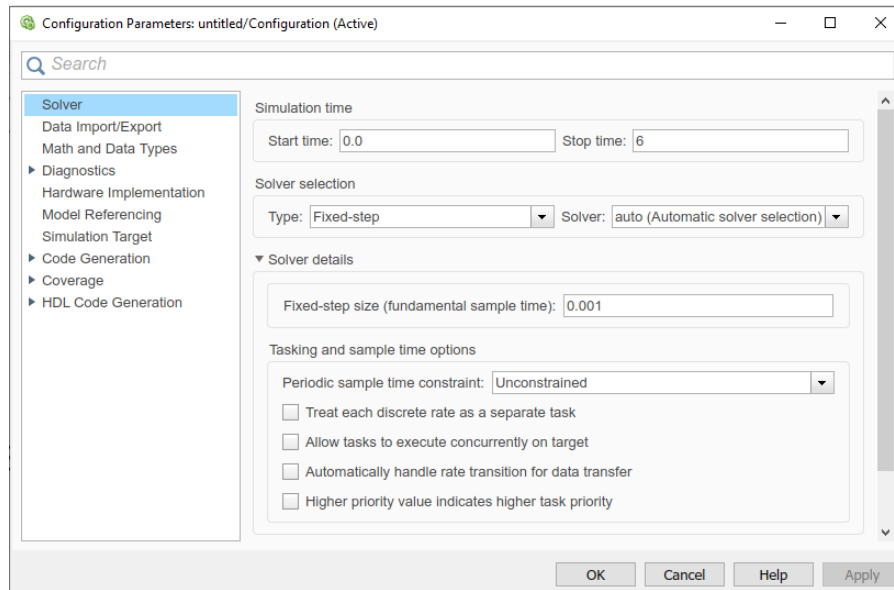 Configuration Parameters: untitled/Configuration (Active)
Search
Solver
Data Import/Export
Math and Data Types
Diagnostics
Hardware Implementation
Model Referencing
Simulation Target
Code Generation
Coverage
HDL Code Generation
Simulation time
Start time: 0.0 Stop time: 6
Solver selection
Type: Fixed-step Solver: auto (Automatic solver selection)
Solver details
Fixed-step size (fundamental sample time): 0.001
Tasking and sample time options
Periodic sample time constraint: Unconstrained
Treat each discrete rate as a separate task
Allow tasks to execute concurrently on target
Automatically handle rate transition for data transfer
Higher priority value indicates higher task priority
OK Cancel Help Apply